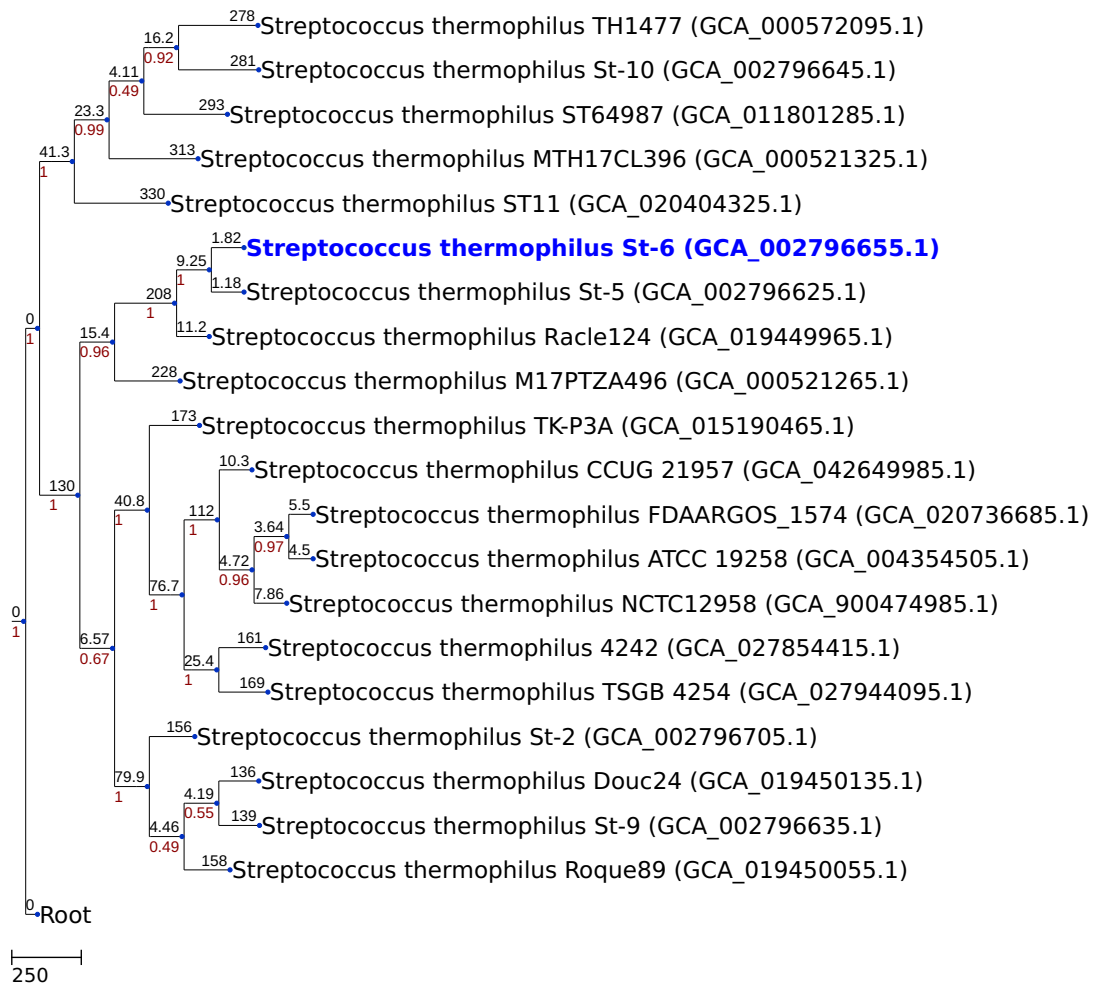 278
Streptococcus thermophilus TH1477 (GCA_000572095.1)
16.2
0.92
281
Streptococcus thermophilus St-10 (GCA_002796645.1)
4.11
0.49
293
Streptococcus thermophilus ST64987 (GCA_011801285.1)
23.3
0.99
313
Streptococcus thermophilus MTH17CL396 (GCA_000521325.1)
41.3
1
330
Streptococcus thermophilus ST11 (GCA_020404325.1)
1.82
Streptococcus thermophilus St-6 (GCA_002796655.1)
9.25
1
1.18
Streptococcus thermophilus St-5 (GCA_002796625.1)
208
1
11.2
Streptococcus thermophilus Racle124 (GCA_019449965.1)
0
1
15.4
0.96
228
Streptococcus thermophilus M17PTZA496 (GCA_000521265.1)
173
Streptococcus thermophilus TK-P3A (GCA_015190465.1)
10.3
Streptococcus thermophilus CCUG 21957 (GCA_042649985.1)
130
1
40.8
1
112
1
5.5
Streptococcus thermophilus FDAARGOS_1574 (GCA_020736685.1)
3.64
0.97
4.5
Streptococcus thermophilus ATCC 19258 (GCA_004354505.1)
4.72
0.96
76.7
1
7.86
Streptococcus thermophilus NCTC12958 (GCA_900474985.1)
0
1
6.57
0.67
161
Streptococcus thermophilus 4242 (GCA_027854415.1)
25.4
1
169
Streptococcus thermophilus TSGB 4254 (GCA_027944095.1)
156
Streptococcus thermophilus St-2 (GCA_002796705.1)
79.9
1
136
Streptococcus thermophilus Douc24 (GCA_019450135.1)
4.19
0.55
139
Streptococcus thermophilus St-9 (GCA_002796635.1)
4.46
0.49
158
Streptococcus thermophilus Roque89 (GCA_019450055.1)
0
Root
250